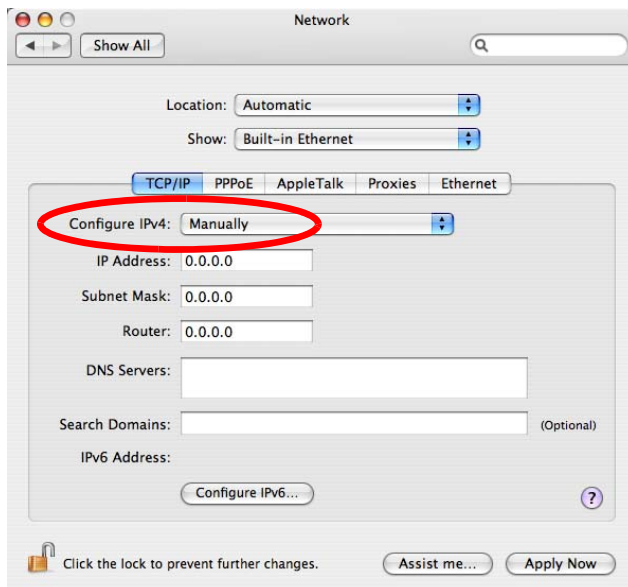 Network
Show All
Location: Automatic
Show: Built-in Ethernet
TCP/IP PPPoE AppleTalk Proxies Ethernet
Configure IPv4: Manually
IP Address: 0.0.0.0
Subnet Mask: 0.0.0.0
Router: 0.0.0.0
DNS Servers:
Search Domains: (Optional)
IPv6 Address:
Configure IPv6...
?
Click the lock to prevent further changes. Assist me... Apply Now